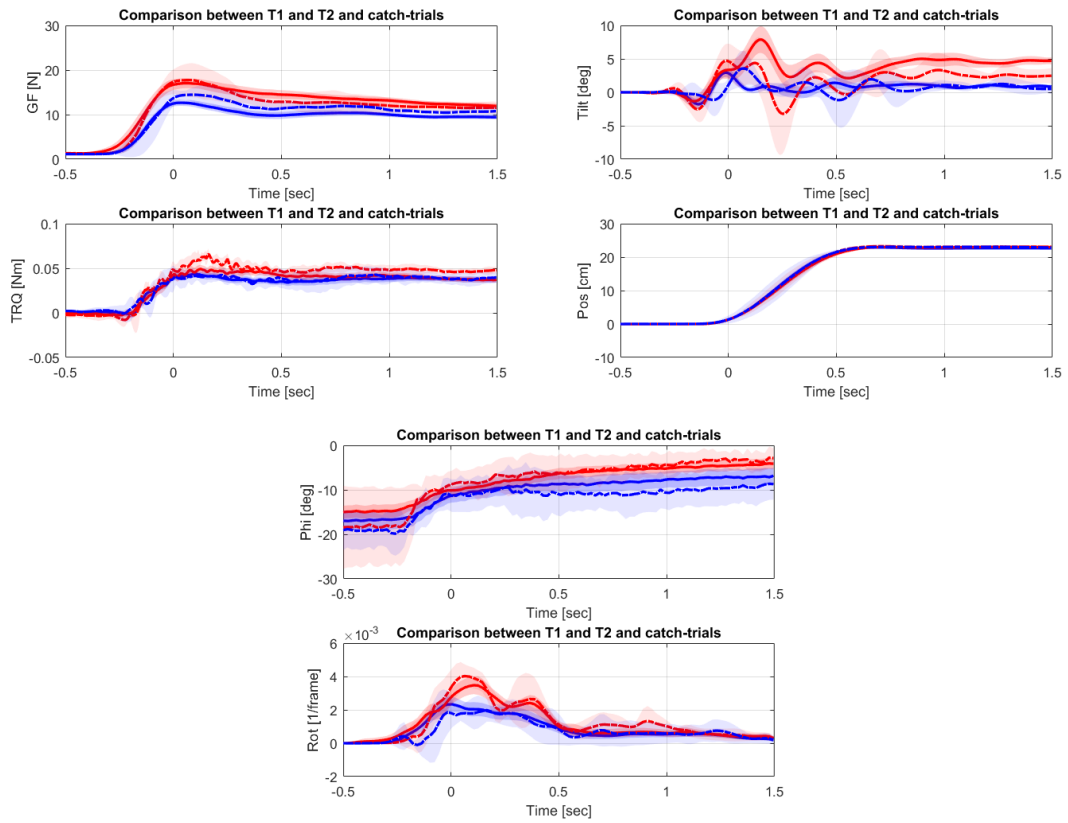 Comparison between T1 and T2 and catch-trials
30
20
10
0
GF [N]
-0.5 0 0.5 1 1.5
Time [sec]
Comparison between T1 and T2 and catch-trials
10
5
0
-5
-10
Tilt [deg]
-0.5 0 0.5 1 1.5
Time [sec]
Comparison between T1 and T2 and catch-trials
0.1
0.05
0
-0.05
TRQ [Nm]
-0.5 0 0.5 1 1.5
Time [sec]
Comparison between T1 and T2 and catch-trials
30
20
10
0
-10
Pos [cm]
-0.5 0 0.5 1 1.5
Time [sec]
Comparison between T1 and T2 and catch-trials
0
-10
-20
-30
Phi [deg]
-0.5 0 0.5 1 1.5
Time [sec]
×10-3
Comparison between T1 and T2 and catch-trials
6
4
2
0
-2
Rot [1/frame]
-0.5 0 0.5 1 1.5
Time [sec]